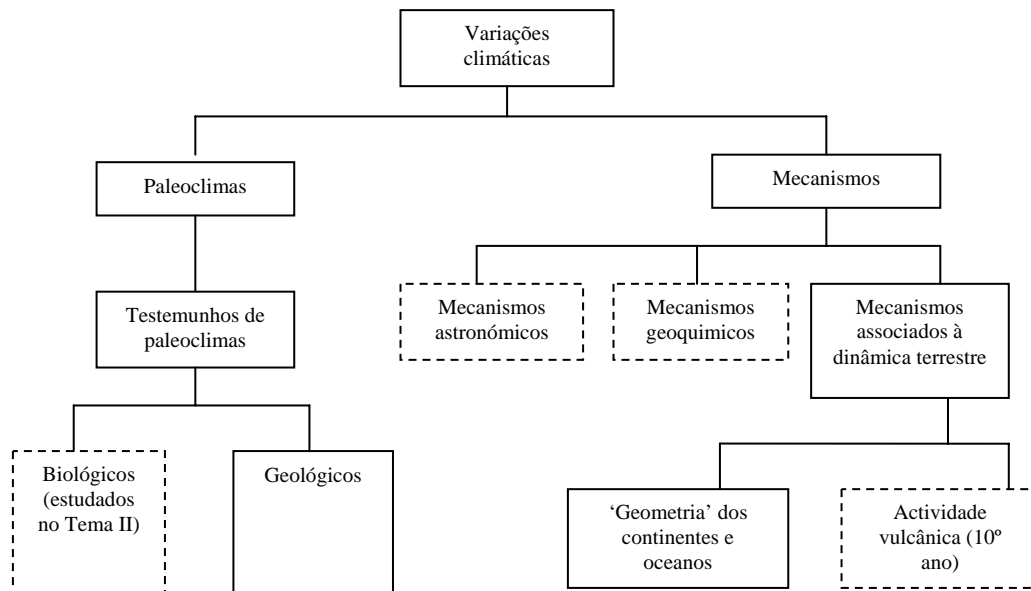 Variações
climáticas
Paleoclimas
Mecanismos
Testemunhos de
paleoclimas
Mecanismos
astronómicos
Mecanismos
geoquimicos
Mecanismos
associados à
dinâmica terrestre
Biológicos
(estudados
no Tema II)
Geológicos
‘Geometria’ dos
continentes e
oceanos
Actividade
vulcânica (10º
ano)